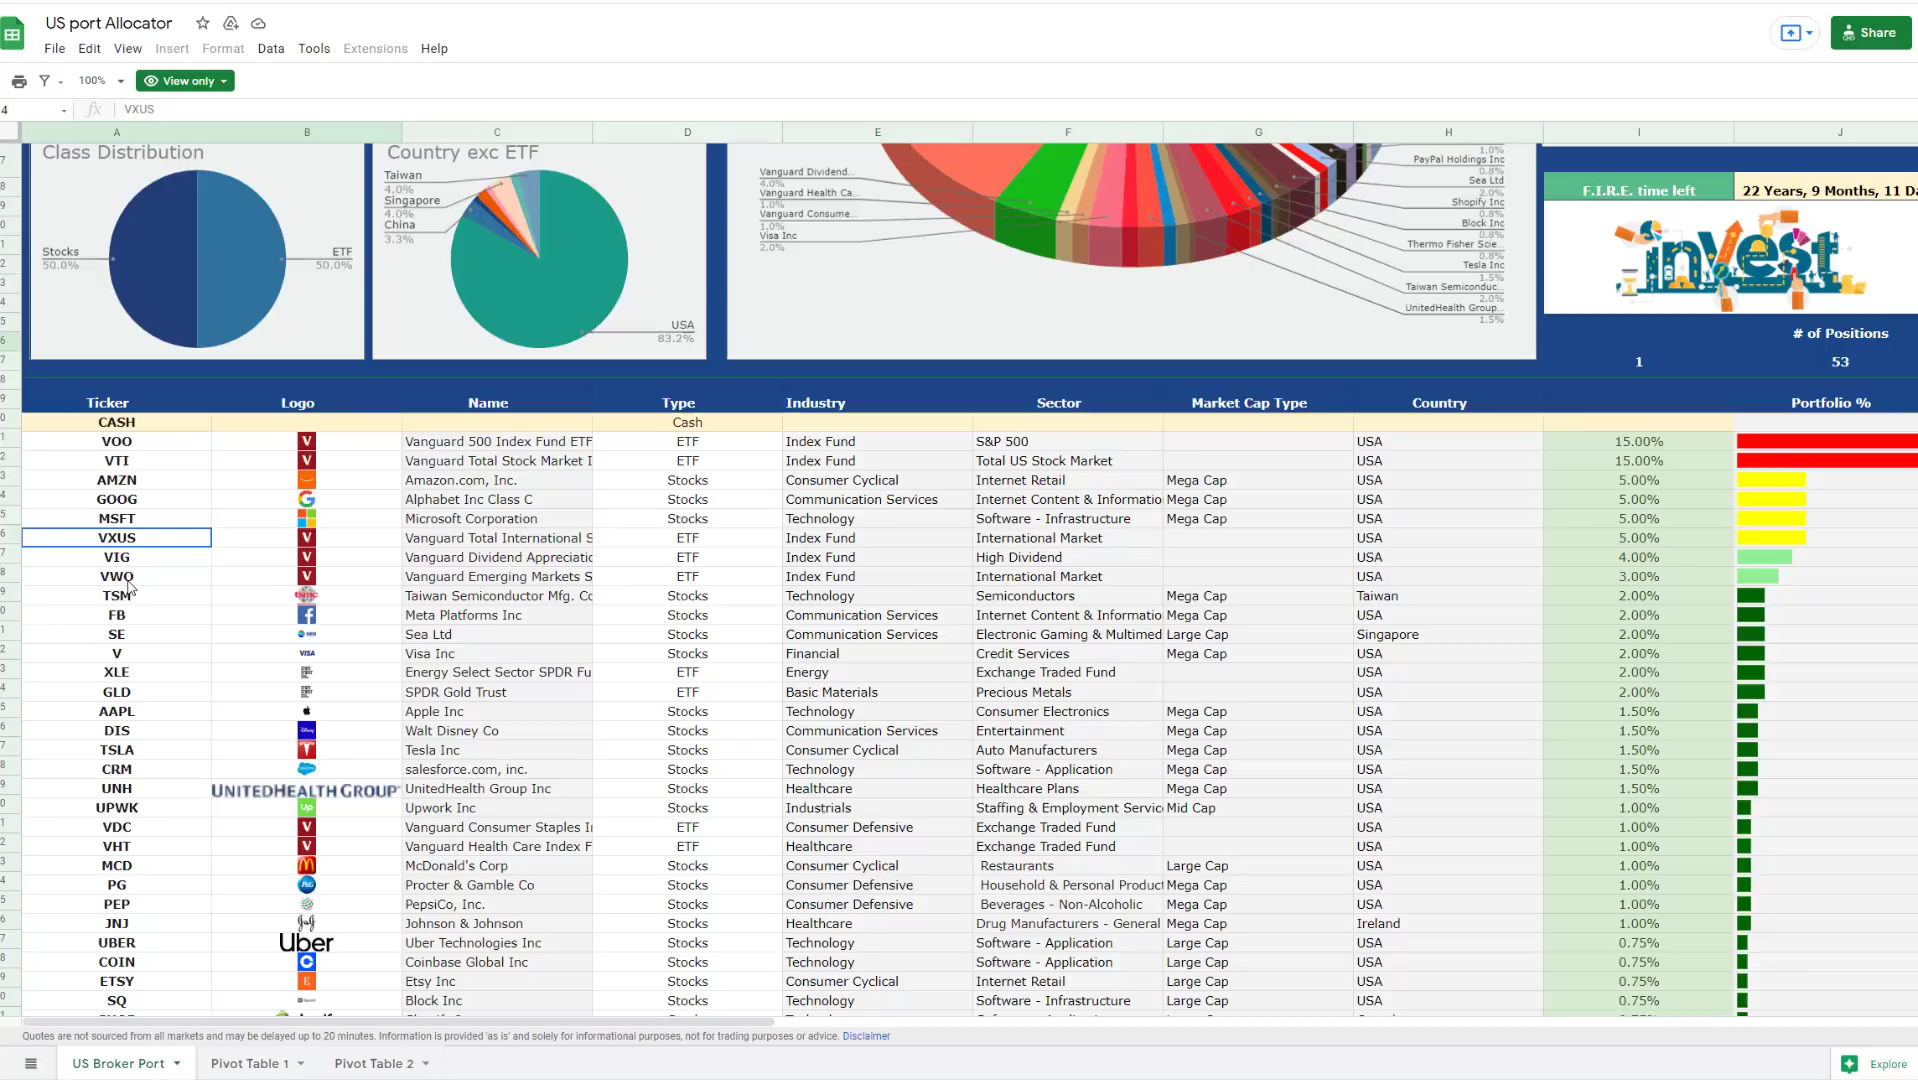 US port Allocator
File Edit View Insert Format Data Tools Extensions Help
Share
100% View only
4 fx VXUS
A B C D E F G H I J
Class Distribution
Stocks
50.0%
ETF
50.0%
Country exc ETF
Taiwan
4.0%
Singapore
4.0%
China
3.3%
USA
83.2%
Vanguard Dividend...
4.0%
Vanguard Health Ca...
1.0%
Vanguard Consume...
1.0%
Visa Inc
2.0%
1.0%
PayPal Holdings Inc
0.8%
Sea Ltd
2.0%
Shopify Inc
0.8%
Block Inc
0.8%
Thermo Fisher Scie...
0.8%
Tesla Inc
1.5%
Taiwan Semiconduc...
2.0%
UnitedHealth Group...
1.5%
F.I.R.E. time left 22 Years, 9 Months, 11 Da
invest
# of Positions
1 53
Ticker Logo Name Type Industry Sector Market Cap Type Country Portfolio %
CASH Cash
VOO V Vanguard 500 Index Fund ETF ETF Index Fund S&P 500 USA 15.00%
VTI V Vanguard Total Stock Market I ETF Index Fund Total US Stock Market USA 15.00%
AMZN Amazon.com, Inc. Stocks Consumer Cyclical Internet Retail Mega Cap USA 5.00%
GOOG G Alphabet Inc Class C Stocks Communication Services Internet Content & Informatio Mega Cap USA 5.00%
MSFT Microsoft Corporation Stocks Technology Software - Infrastructure Mega Cap USA 5.00%
VXUS V Vanguard Total International S ETF Index Fund International Market USA 5.00%
VIG V Vanguard Dividend Appreciatic ETF Index Fund High Dividend USA 4.00%
VWO V Vanguard Emerging Markets S ETF Index Fund International Market USA 3.00%
TSM Taiwan Semiconductor Mfg. Co Stocks Technology Semiconductors Mega Cap Taiwan 2.00%
FB f Meta Platforms Inc Stocks Communication Services Internet Content & Informatio Mega Cap USA 2.00%
SE Sea Ltd Stocks Communication Services Electronic Gaming & Multimed Large Cap Singapore 2.00%
V VISA Visa Inc Stocks Financial Credit Services Mega Cap USA 2.00%
XLE Energy Select Sector SPDR Fu ETF Energy Exchange Traded Fund USA 2.00%
GLD SPDR Gold Trust ETF Basic Materials Precious Metals USA 2.00%
AAPL Apple Inc Stocks Technology Consumer Electronics Mega Cap USA 1.50%
DIS Disney Walt Disney Co Stocks Communication Services Entertainment Mega Cap USA 1.50%
TSLA Tesla Inc Stocks Consumer Cyclical Auto Manufacturers Mega Cap USA 1.50%
CRM salesforce.com, inc. Stocks Technology Software - Application Mega Cap USA 1.50%
UNH UNITEDHEALTH GROUP UnitedHealth Group Inc Stocks Healthcare Healthcare Plans Mega Cap USA 1.50%
UPWK Up Upwork Inc Stocks Industrials Staffing & Employment Servic Mid Cap USA 1.00%
VDC V Vanguard Consumer Staples I ETF Consumer Defensive Exchange Traded Fund USA 1.00%
VHT V Vanguard Health Care Index F ETF Healthcare Exchange Traded Fund USA 1.00%
MCD McDonald's Corp Stocks Consumer Cyclical Restaurants Large Cap USA 1.00%
PG P&G Procter & Gamble Co Stocks Consumer Defensive Household & Personal Product Mega Cap USA 1.00%
PEP PepsiCo, Inc. Stocks Consumer Defensive Beverages - Non-Alcoholic Mega Cap USA 1.00%
JNJ Johnson & Johnson Stocks Healthcare Drug Manufacturers - General Mega Cap Ireland 1.00%
UBER Uber Uber Technologies Inc Stocks Technology Software - Application Large Cap USA 0.75%
COIN Coinbase Global Inc Stocks Technology Software - Application Large Cap USA 0.75%
ETSY E Etsy Inc Stocks Consumer Cyclical Internet Retail Large Cap USA 0.75%
SQ Block Inc Stocks Technology Software - Infrastructure Large Cap USA 0.75%
Quotes are not sourced from all markets and may be delayed up to 20 minutes. Information is provided 'as is' and solely for informational purposes, not for trading purposes or advice. Disclaimer
US Broker Port Pivot Table 1 Pivot Table 2 Explore